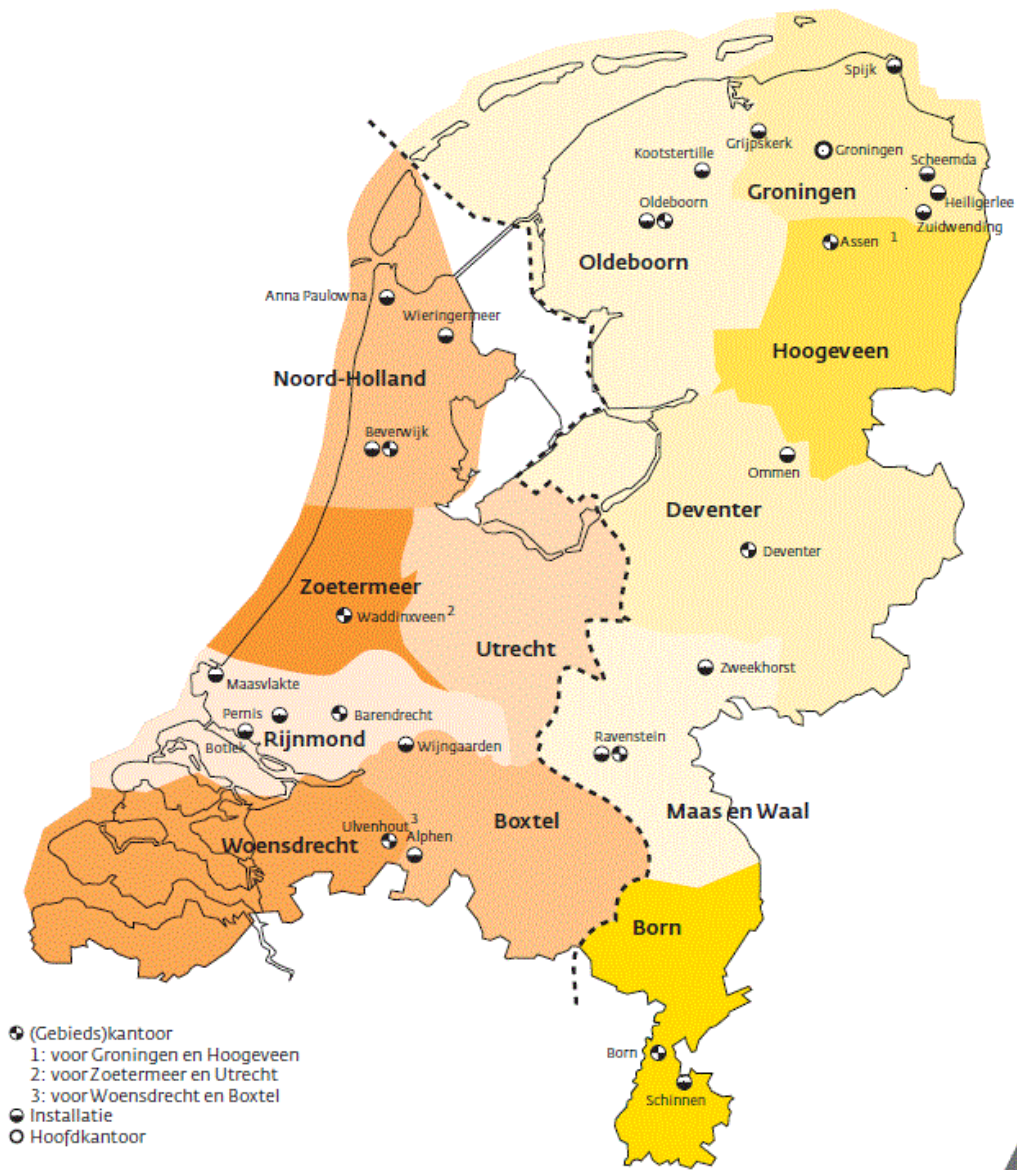 Spijk
Grijpskerk
Groningen
Kootstertille
Scheemda
Groningen
Heiligerlee
Oldeboorn
Zuidwending
Assen 1
Oldeboorn
Anna Paulowna
Wieringermeer
Hoogeveen
Noord-Holland
Beverwijk
Ommen
Deventer
Deventer
Zoetermeer
Waddinxveen 2
Utrecht
Zweekhorst
Maasvlakte
Pernis
Barendrecht
Rijnmond
Botlek
Wijngaarden
Ravenstein
Maas en Waal
Boxtel
Ulvenhout 3
Alphen
Woensdrecht
Born
(Gebieds)kantoor
1: voor Groningen en Hoogeveen
2: voor Zoetermeer en Utrecht
3: voor Woensdrecht en Boxtel
Installatie
Hoofdkantoor
Born
Schinnen